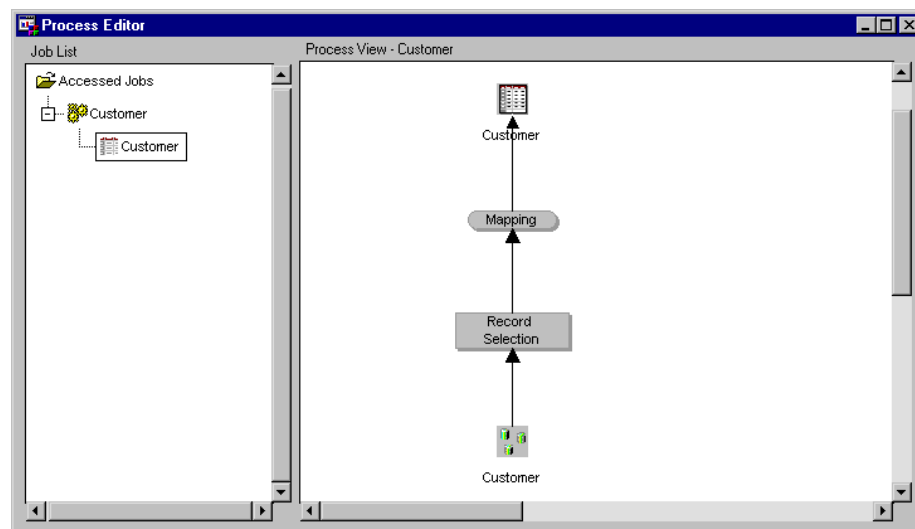 Process Editor
Job List
Process View - Customer
Accessed Jobs
Customer
Customer
Customer
Mapping
Record
Selection
Customer